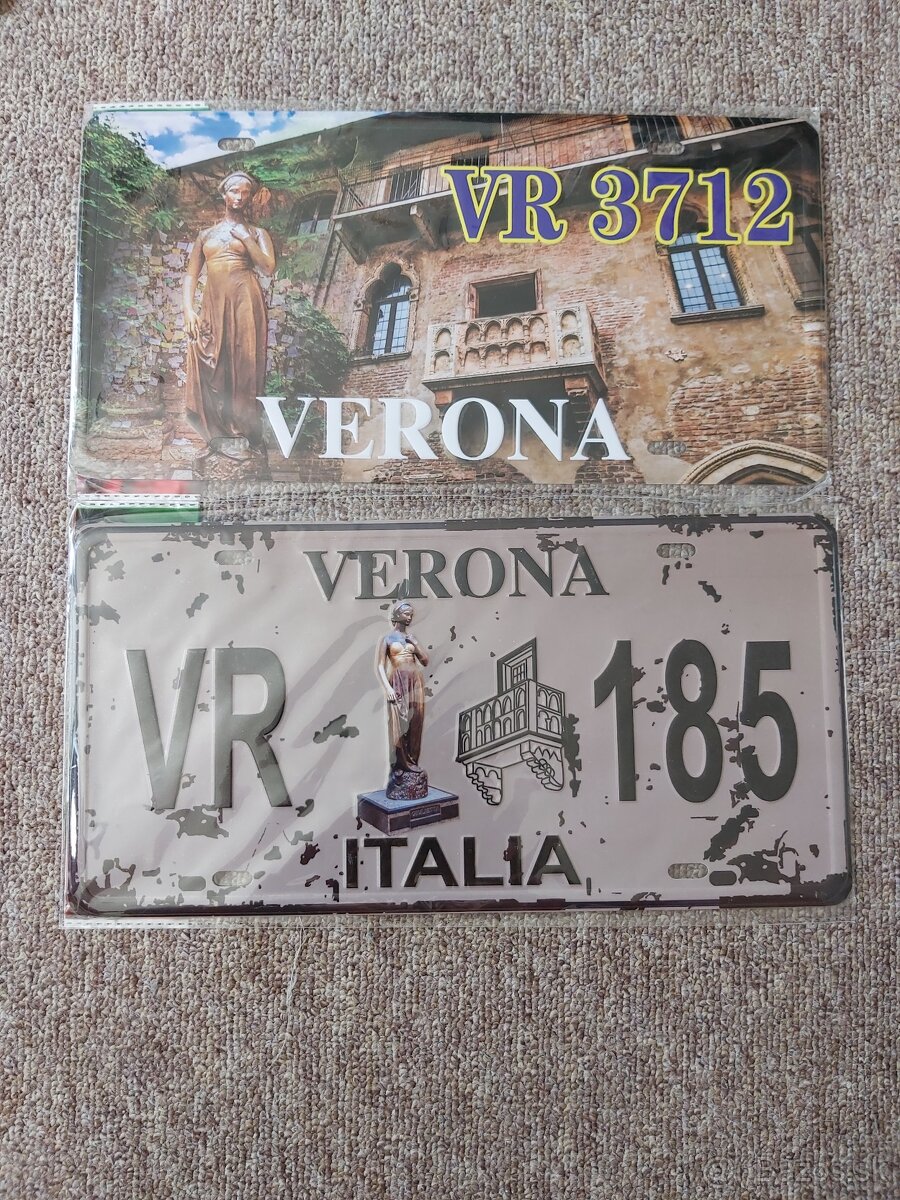 VR 3712
VERONA
VERONA
VR 185
ITALIA